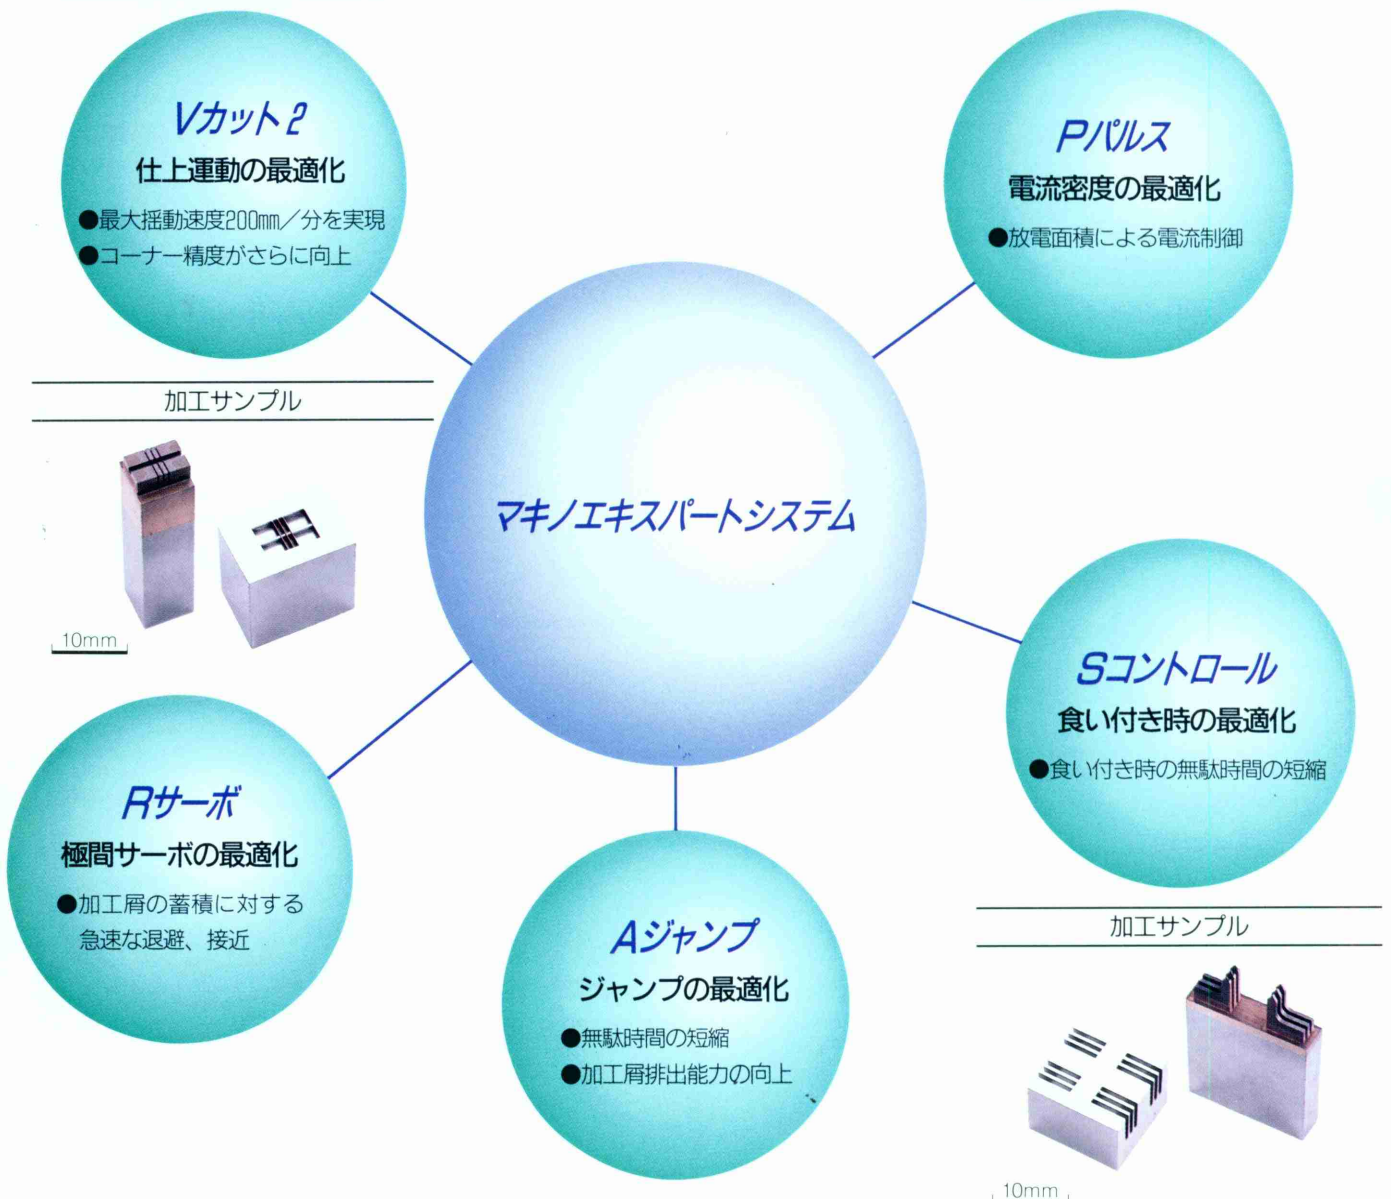 Vカット2
仕上運動の最適化
●最大揺動速度200mm/分を実現
●コーナー精度がさらに向上
Pパルス
電流密度の最適化
●放電面積による電流制御
加工サンプル
10mm
マキノエキスパートシステム
Sコントロール
食い付き時の最適化
●食い付き時の無駄時間の短縮
Rサーボ
極間サーボの最適化
●加工屑の蓄積に対する
急速な退避、接近
Aジャンプ
ジャンプの最適化
●無駄時間の短縮
●加工屑排出能力の向上
加工サンプル
10mm